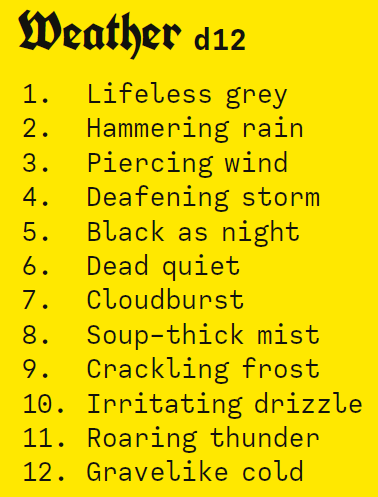 Weather d12
1. Lifeless grey
2. Hammering rain
3. Piercing wind
4. Deafening storm
5. Black as night
6. Dead quiet
7. Cloudburst
8. Soup-thick mist
9. Crackling frost
10. Irritating drizzle
11. Roaring thunder
12. Gravelike cold